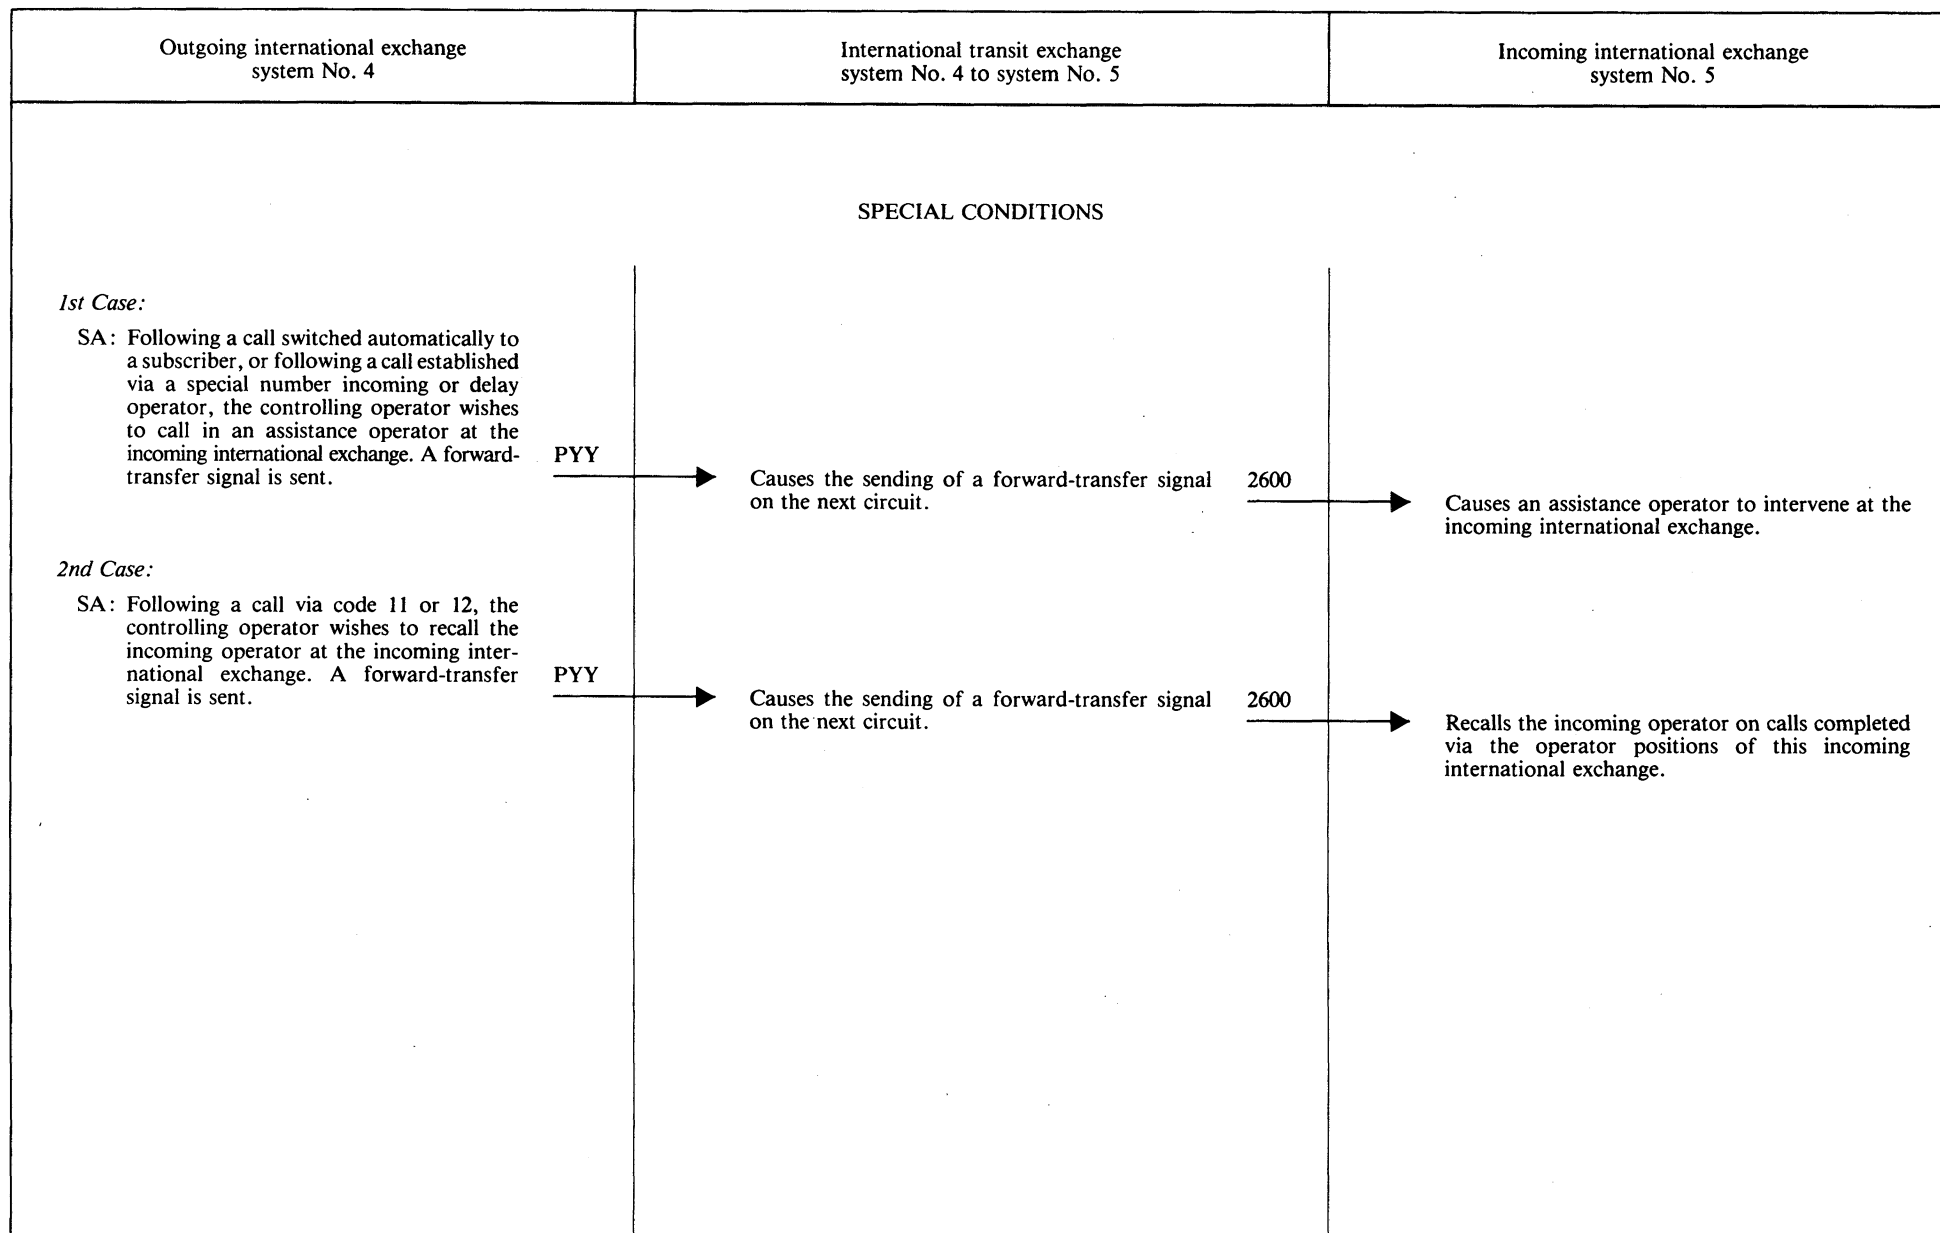 Outgoing international exchange
system No. 4
International transit exchange
system No. 4 to system No. 5
Incoming international exchange
system No. 5
SPECIAL CONDITIONS
1st Case:
SA: Following a call switched automatically to
a subscriber, or following a call established
via a special number incoming or delay
operator, the controlling operator wishes
to call in an assistance operator at the
incoming international exchange. A forward-
transfer signal is sent.
PYY
Causes the sending of a forward-transfer signal
on the next circuit.
2600
Causes an assistance operator to intervene at the
incoming international exchange.
2nd Case:
SA: Following a call via code 11 or 12, the
controlling operator wishes to recall the
incoming operator at the incoming inter-
national exchange. A forward-transfer
signal is sent.
PYY
Causes the sending of a forward-transfer signal
on the next circuit.
2600
Recalls the incoming operator on calls completed
via the operator positions of this incoming
international exchange.